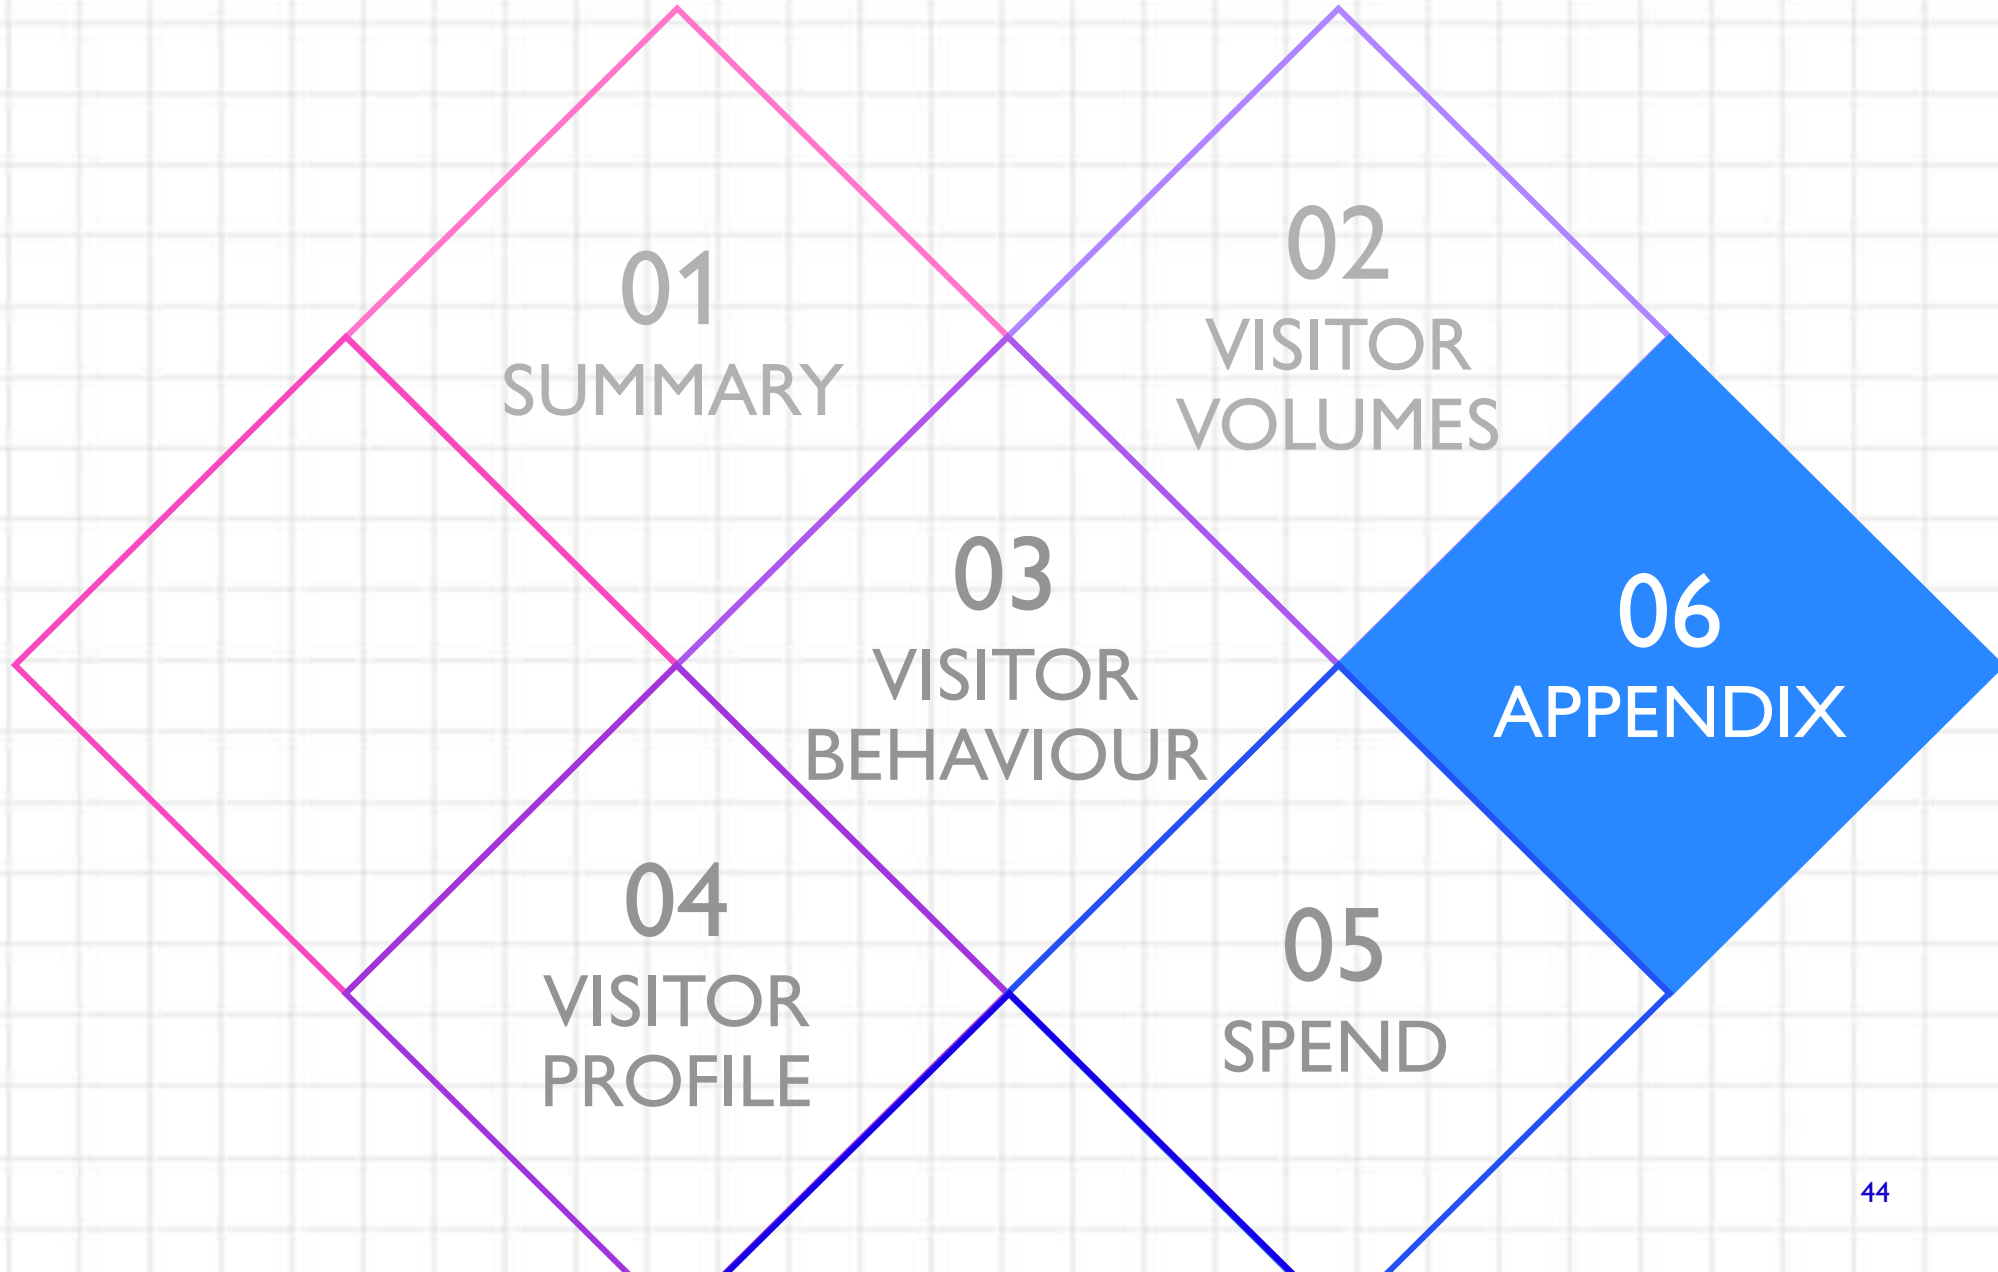 01
SUMMARY
02
VISITOR
VOLUMES
03
VISITOR
BEHAVIOUR
04
VISITOR
PROFILE
05
SPEND
06
APPENDIX
44